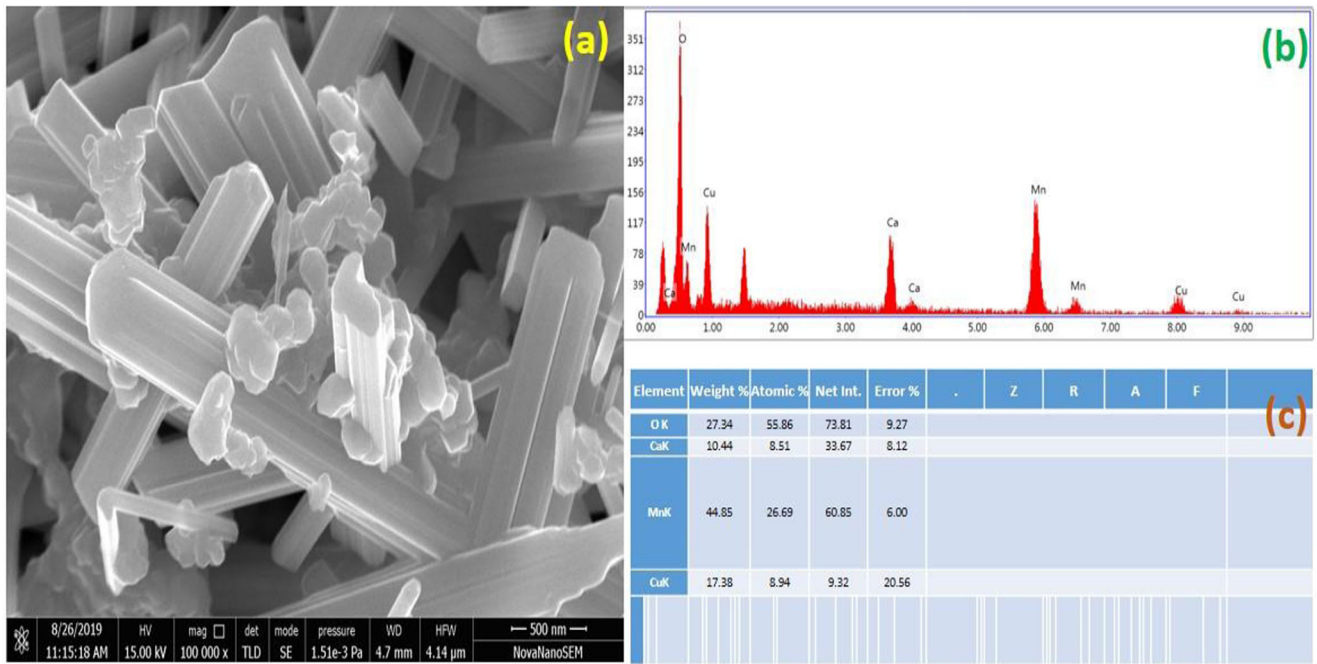 (a)
8/26/2019 HV mag det mode pressure WD HFW 500 nm
11:15:18 AM 15.00 kV 100 000 x TLD SE 1.51e-3 Pa 4.7 mm 4.14 µm NovaNanoSEM
(b)
351
312
273
234
195
156
117
78
39
0
O
Cu
Mn
Ca
Ca
Ca
Mn
Mn
Cu
Cu
0.00 1.00 2.00 3.00 4.00 5.00 6.00 7.00 8.00 9.00
Element Weight % Atomic % Net Int. Error % . Z R A F
(c)
O K 27.34 55.86 73.81 9.27
CaK 10.44 8.51 33.67 8.12
MnK 44.85 26.69 60.85 6.00
CuK 17.38 8.94 9.32 20.56